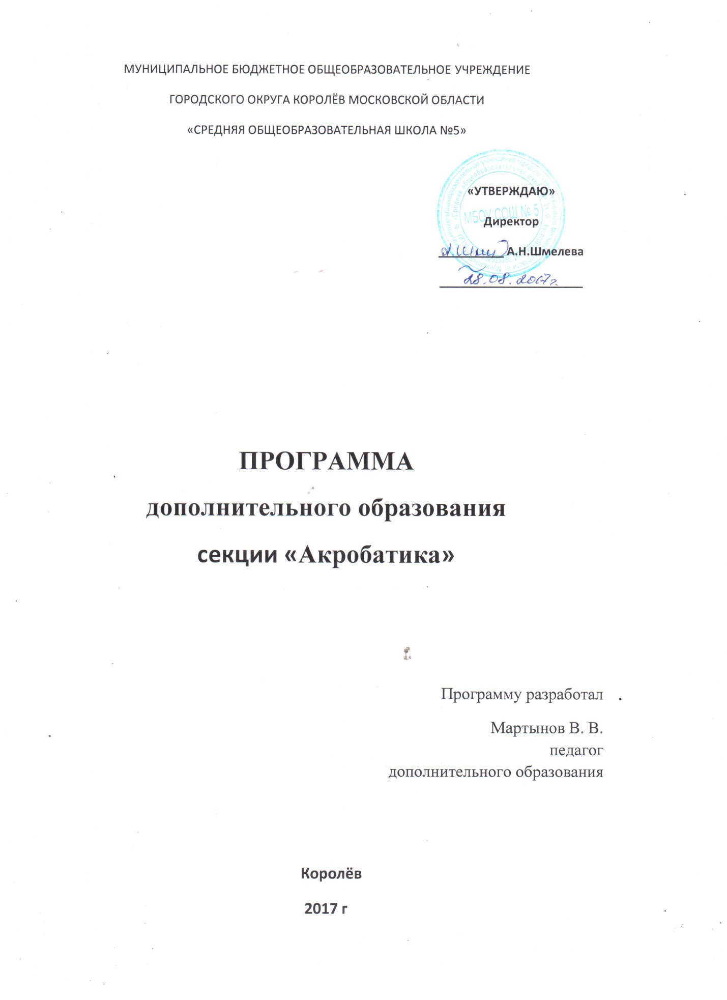 МУНИЦИПАЛЬНОЕ БЮДЖЕТНОЕ ОБЩЕОБРАЗОВАТЕЛЬНОЕ УЧРЕЖДЕНИЕ
ГОРОДСКОГО ОКРУГА КОРОЛЁВ МОСКОВСКОЙ ОБЛАСТИ
«СРЕДНЯЯ ОБЩЕОБРАЗОВАТЕЛЬНАЯ ШКОЛА №5»
«УТВЕРЖДАЮ»
МБОУ СОШ № 5
Директор
А.Н.Шмелева
28.08.2017г.
ПРОГРАММА
дополнительного образования
секции «Акробатика»
Программу разработал
Мартынов В. В.
педагог
дополнительного образования
Королёв
2017 г